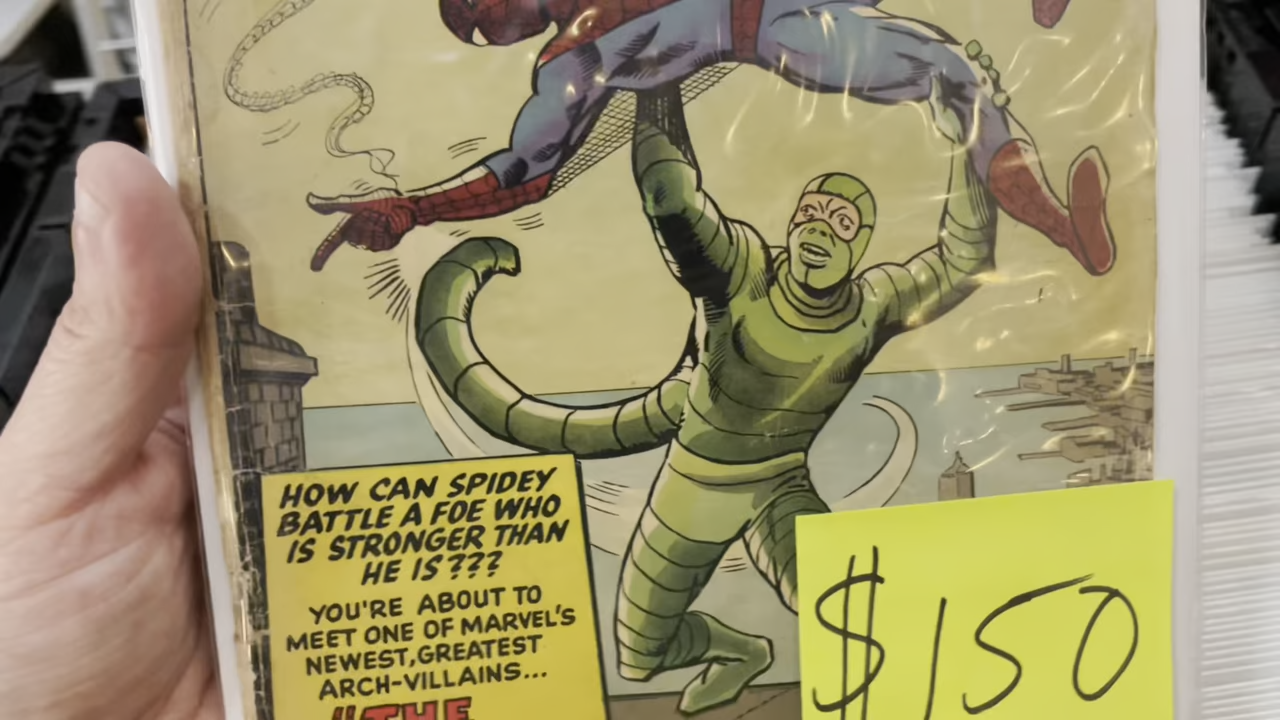 HOW CAN SPIDEY
BATTLE A FOE WHO
IS STRONGER THAN
HE IS???
YOU'RE ABOUT TO
MEET ONE OF MARVEL'S
NEWEST, GREATEST
ARCH-VILLAINS...
"THE
$150